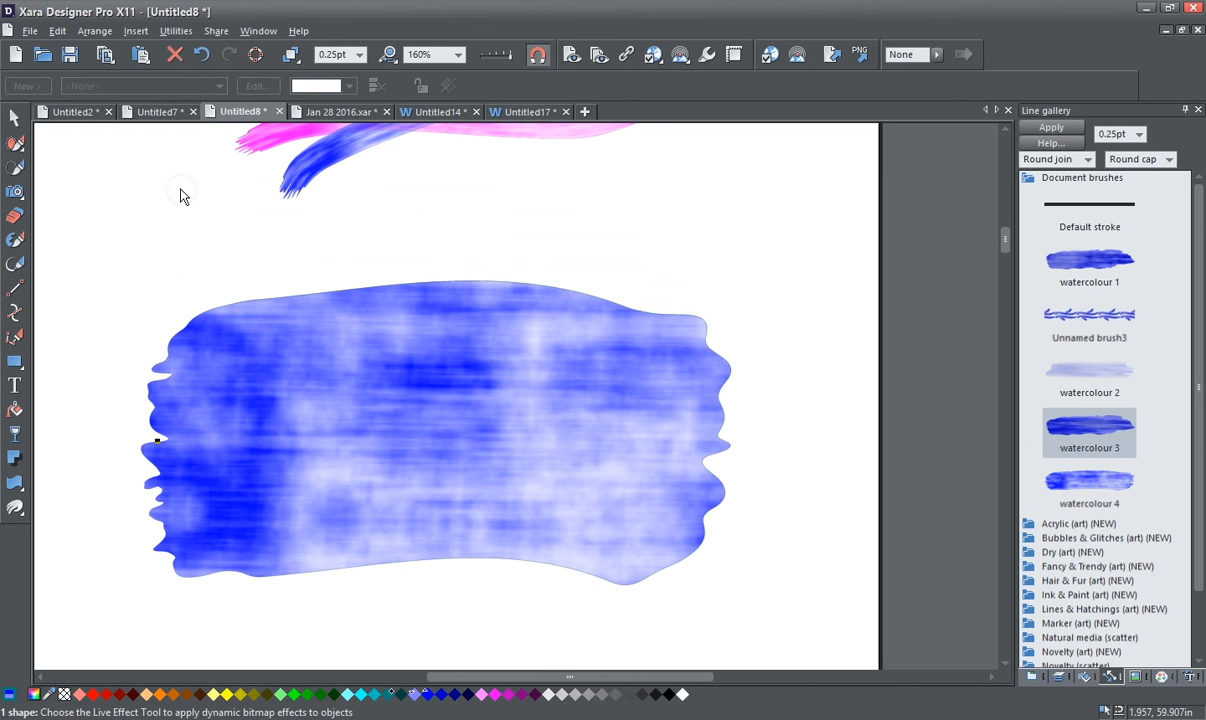 Xara Designer Pro X11 - [Untitled8 *]
File Edit Arrange Insert Utilities Share Window Help
0.25pt 160% PNG None
New > <None> Edit...
Untitled2 * Untitled7 * Untitled8 * Jan 28 2016.xar * Untitled14 * Untitled17 *
Line gallery
Apply 0.25pt
Help...
Round join Round cap
Document brushes
Default stroke
watercolour 1
Unnamed brush3
watercolour 2
watercolour 3
watercolour 4
Acrylic (art) (NEW)
Bubbles & Glitches (art) (NEW)
Dry (art) (NEW)
Fancy & Trendy (art) (NEW)
Hair & Fur (art) (NEW)
Ink & Paint (art) (NEW)
Lines & Hatchings (art) (NEW)
Marker (art) (NEW)
Natural media (scatter)
Novelty (art) (NEW)
Novelty (scatter)
1 shape: Choose the Live Effect Tool to apply dynamic bitmap effects to objects
1.957, 59.907in